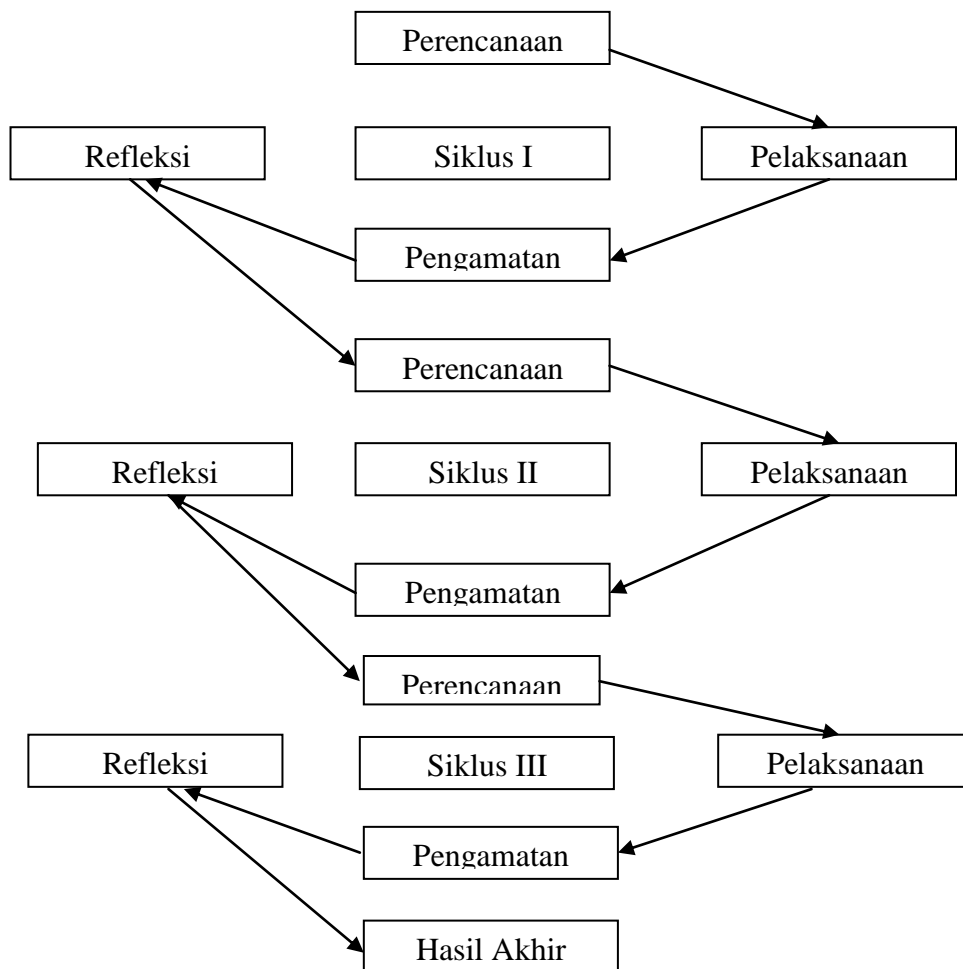 Perencanaan
Refleksi
Siklus I
Pelaksanaan
Pengamatan
Perencanaan
Refleksi
Siklus II
Pelaksanaan
Pengamatan
Perencanaan
Refleksi
Siklus III
Pelaksanaan
Pengamatan
Hasil Akhir